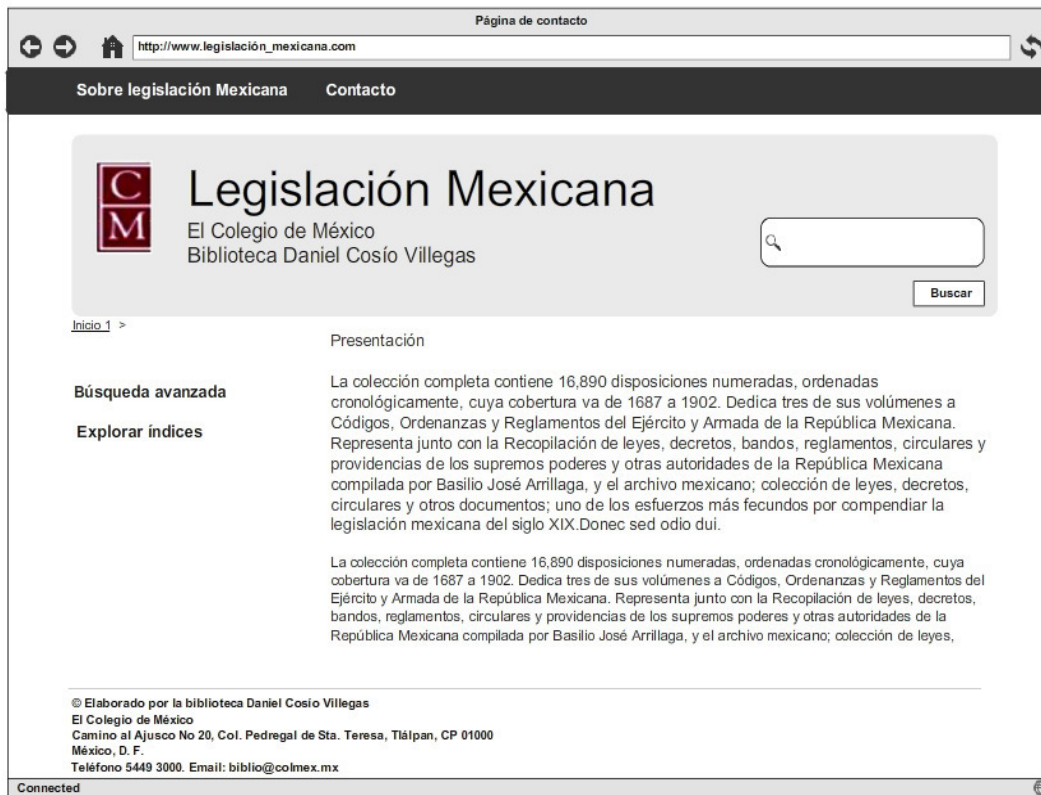 Página de contacto
http://www.legislación_mexicana.com
Sobre legislación Mexicana Contacto
C
M
Legislación Mexicana
El Colegio de México
Biblioteca Daniel Cosío Villegas
Buscar
Inicio 1 >
Búsqueda avanzada
Explorar índices
Presentación
La colección completa contiene 16,890 disposiciones numeradas, ordenadas
cronológicamente, cuya cobertura va de 1687 a 1902. Dedica tres de sus volúmenes a
Códigos, Ordenanzas y Reglamentos del Ejército y Armada de la República Mexicana.
Representa junto con la Recopilación de leyes, decretos, bandos, reglamentos, circulares y
providencias de los supremos poderes y otras autoridades de la República Mexicana
compilada por Basilio José Arrillaga, y el archivo mexicano; colección de leyes, decretos,
circulares y otros documentos; uno de los esfuerzos más fecundos por compendiar la
legislación mexicana del siglo XIX.Donec sed odio dui.
La colección completa contiene 16,890 disposiciones numeradas, ordenadas cronológicamente, cuya
cobertura va de 1687 a 1902. Dedica tres de sus volúmenes a Códigos, Ordenanzas y Reglamentos del
Ejército y Armada de la República Mexicana. Representa junto con la Recopilación de leyes, decretos,
bandos, reglamentos, circulares y providencias de los supremos poderes y otras autoridades de la
República Mexicana compilada por Basilio José Arrillaga, y el archivo mexicano; colección de leyes,
© Elaborado por la biblioteca Daniel Cosío Villegas
El Colegio de México
Camino al Ajusco No 20, Col. Pedregal de Sta. Teresa, Tlálpan, CP 01000
México, D. F.
Teléfono 5449 3000. Email: biblio@colmex.mx
Connected